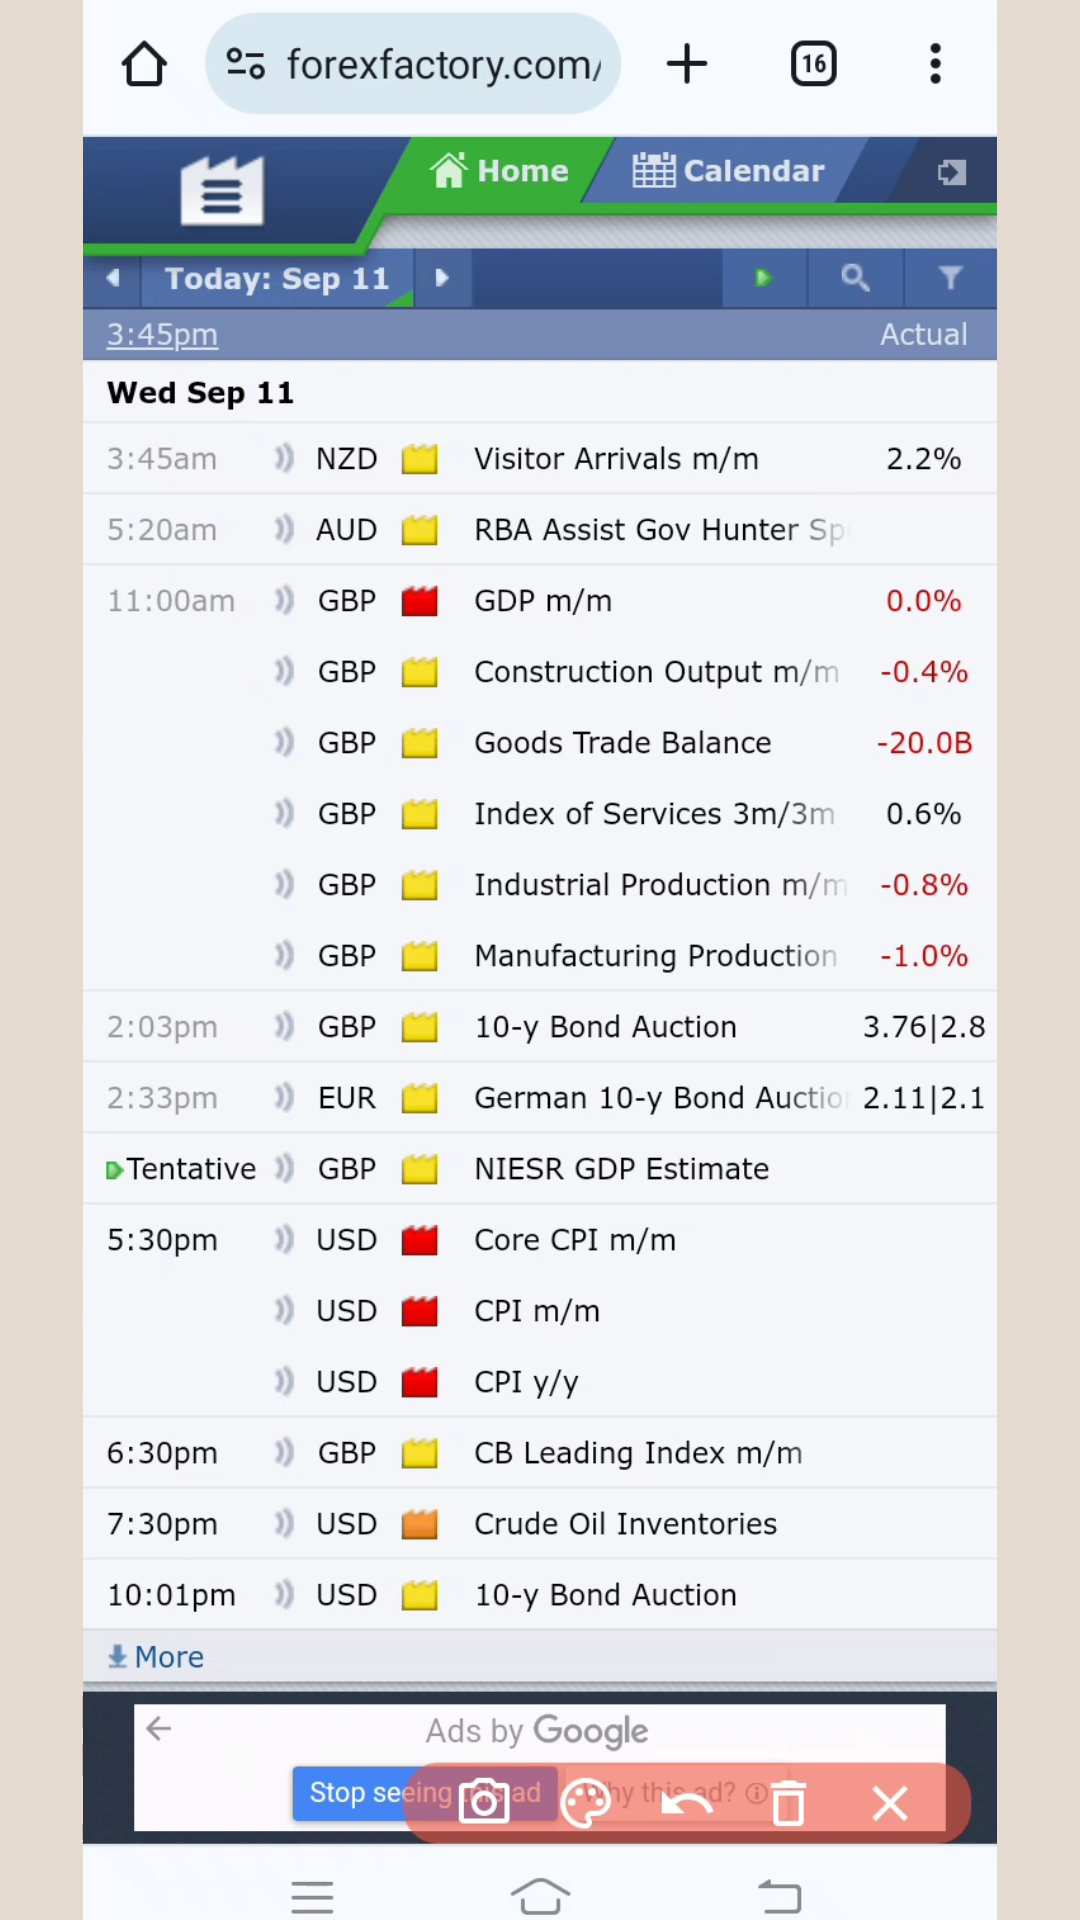 forexfactory.com/
16
Home
Calendar
Today: Sep 11
3:45pm Actual
Wed Sep 11
3:45am NZD Visitor Arrivals m/m 2.2%
5:20am AUD RBA Assist Gov Hunter
11:00am GBP GDP m/m 0.0%
GBP Construction Output m/m -0.4%
GBP Goods Trade Balance -20.0B
GBP Index of Services 3m/3m 0.6%
GBP Industrial Production m/m -0.8%
GBP Manufacturing Production -1.0%
2:03pm GBP 10-y Bond Auction 3.76|2.8
2:33pm EUR German 10-y Bond Auctio 2.11|2.1
Tentative GBP NIESR GDP Estimate
5:30pm USD Core CPI m/m
USD CPI m/m
USD CPI y/y
6:30pm GBP CB Leading Index m/m
7:30pm USD Crude Oil Inventories
10:01pm USD 10-y Bond Auction
More
Ads by Google
Stop seeing this ad Why this ad?